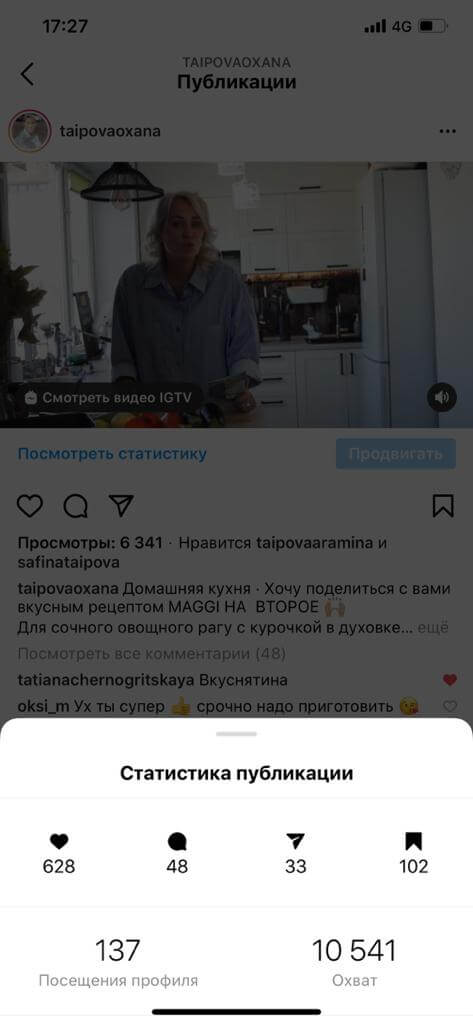 17:27
4G
TAIPOVAOXANA
Публикации
taipovaoxana
Смотреть видео IGTV
Посмотреть статистику
Продвигать
Просмотры: 6 341 · Нравится taipovaaramina и
safinataipova
taipovaoxana Домашняя кухня · Хочу поделиться с вами
вкусным рецептом MAGGI НА ВТОРОЕ 🙌🏼
Для сочного овощного рагу с курочкой в духовке... ещё
Посмотреть все комментарии (48)
tatianachernogritskaya Вкуснятина
oksi_m Ух ты супер 👍 срочно надо приготовить 😘
Статистика публикации
628
48
33
102
137
10 541
Посещения профиля
Охват